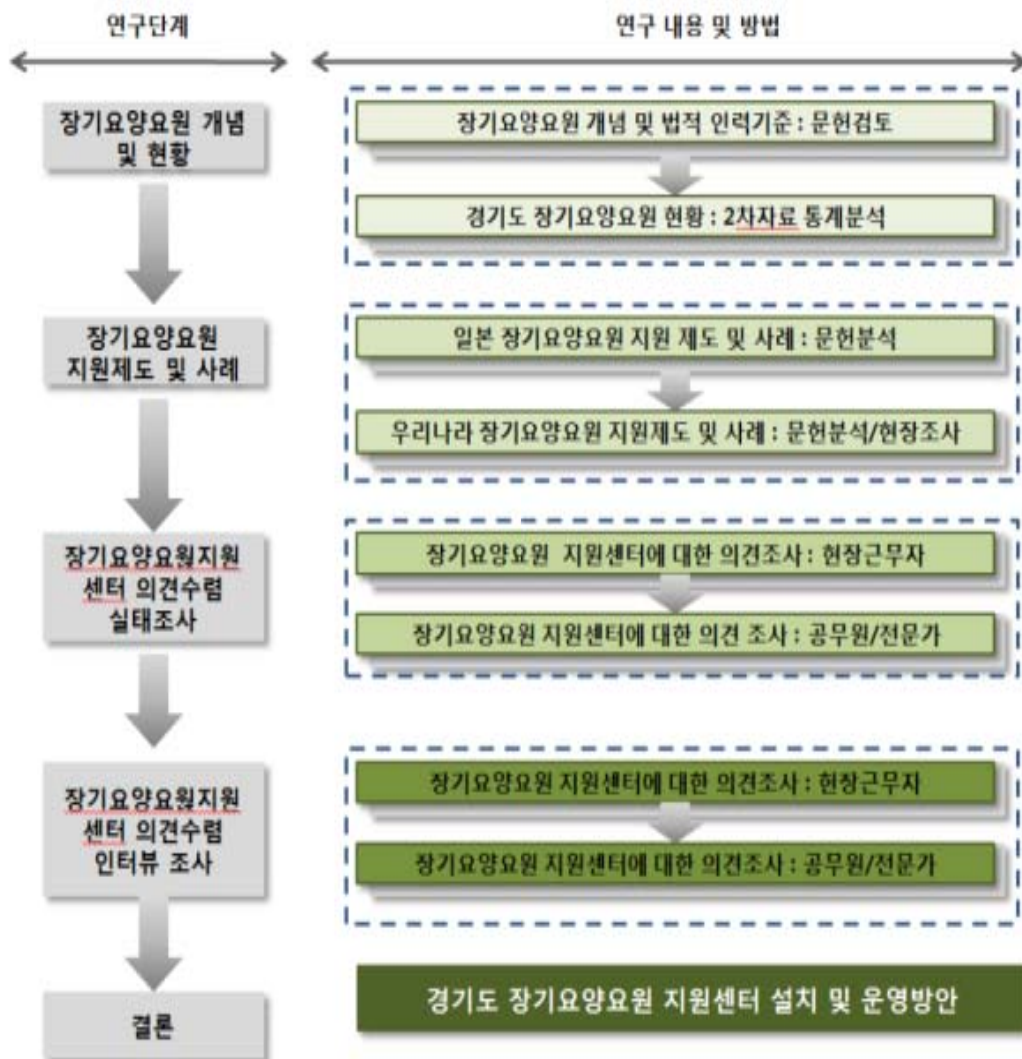 연구단계
연구 내용 및 방법
장기요양요원 개념
및 현황
장기요양요원 개념 및 법적 인력기준 : 문헌검토
경기도 장기요양요원 현황 : 2차자료 통계분석
장기요양요원
지원제도 및 사례
일본 장기요양요원 지원 제도 및 사례 : 문헌분석
우리나라 장기요양요원 지원제도 및 사례 : 문헌분석/현장조사
장기요양요원지원
센터 의견수렴
실태조사
장기요양요원 지원센터에 대한 의견조사 : 현장근무자
장기요양요원 지원센터에 대한 의견 조사 : 공무원/전문가
장기요양요원지원
센터 의견수렴
인터뷰 조사
장기요양요원 지원센터에 대한 의견조사 : 현장근무자
장기요양요원 지원센터에 대한 의견조사 : 공무원/전문가
결론
경기도 장기요양요원 지원센터 설치 및 운영방안